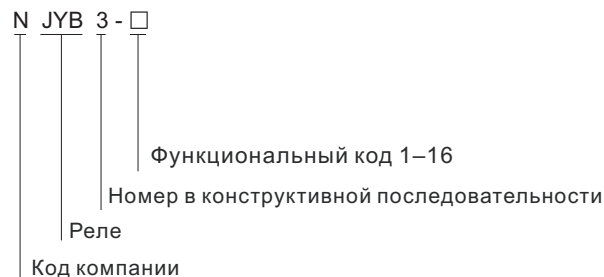 N JYB 3 - □
Функциональный код 1–16
Номер в конструктивной последовательности
Реле
Код компании